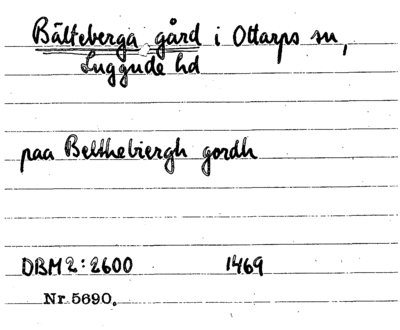 Bälteberga gård i Ottarps sn,
Luggude hd
paa Belthebiergh gordh
DBM 2:2600 1469
Nr 5690.